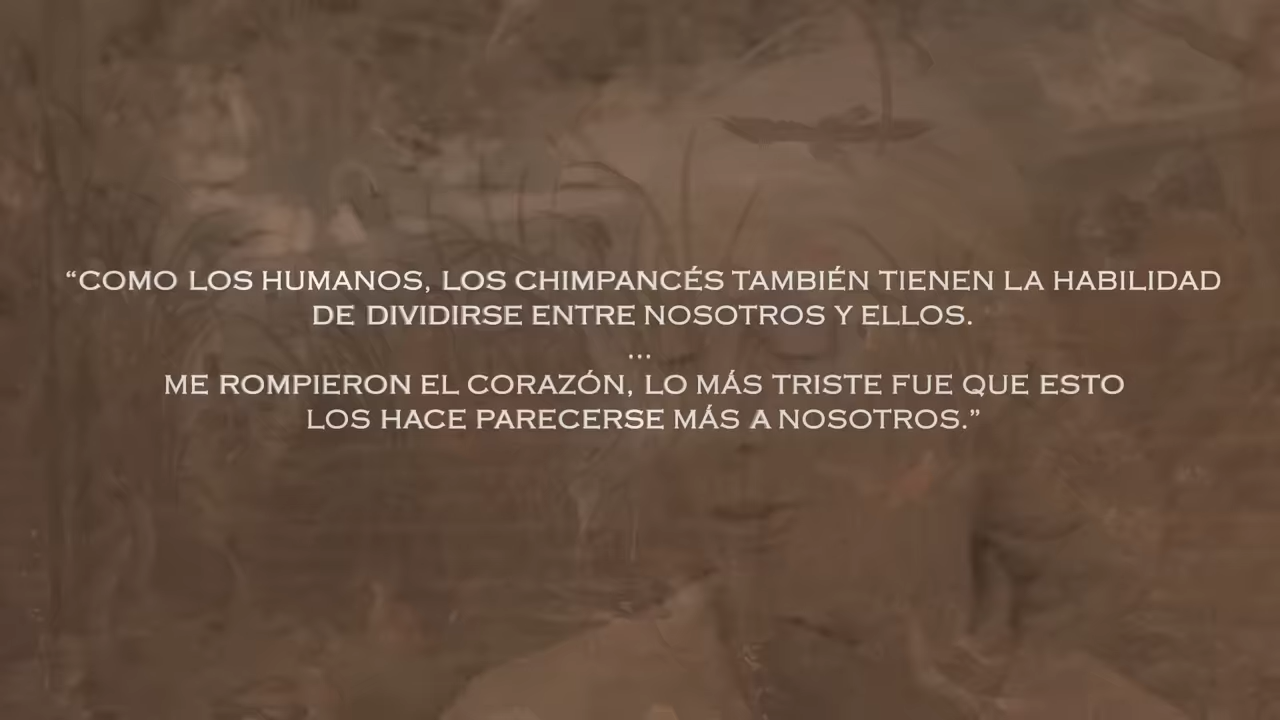 “COMO LOS HUMANOS, LOS CHIMPANCÉS TAMBIÉN TIENEN LA HABILIDAD
DE DIVIDIRSE ENTRE NOSOTROS Y ELLOS.
...
ME ROMPIERON EL CORAZÓN, LO MÁS TRISTE FUE QUE ESTO
LOS HACE PARECERSE MÁS A NOSOTROS.”